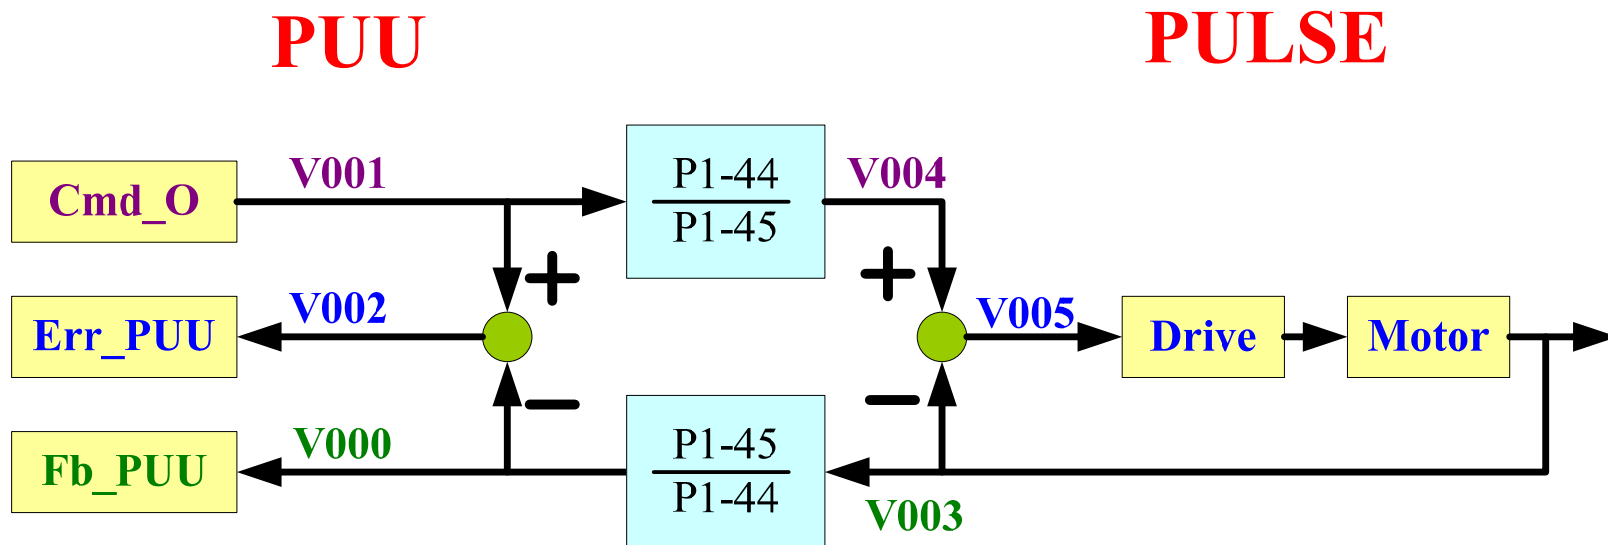 PUU
PULSE
Cmd_O
V001
P1-44
P1-45
V004
+
+
Err_PUU
V002
V005
Drive
Motor
−
−
Fb_PUU
V000
P1-45
P1-44
V003